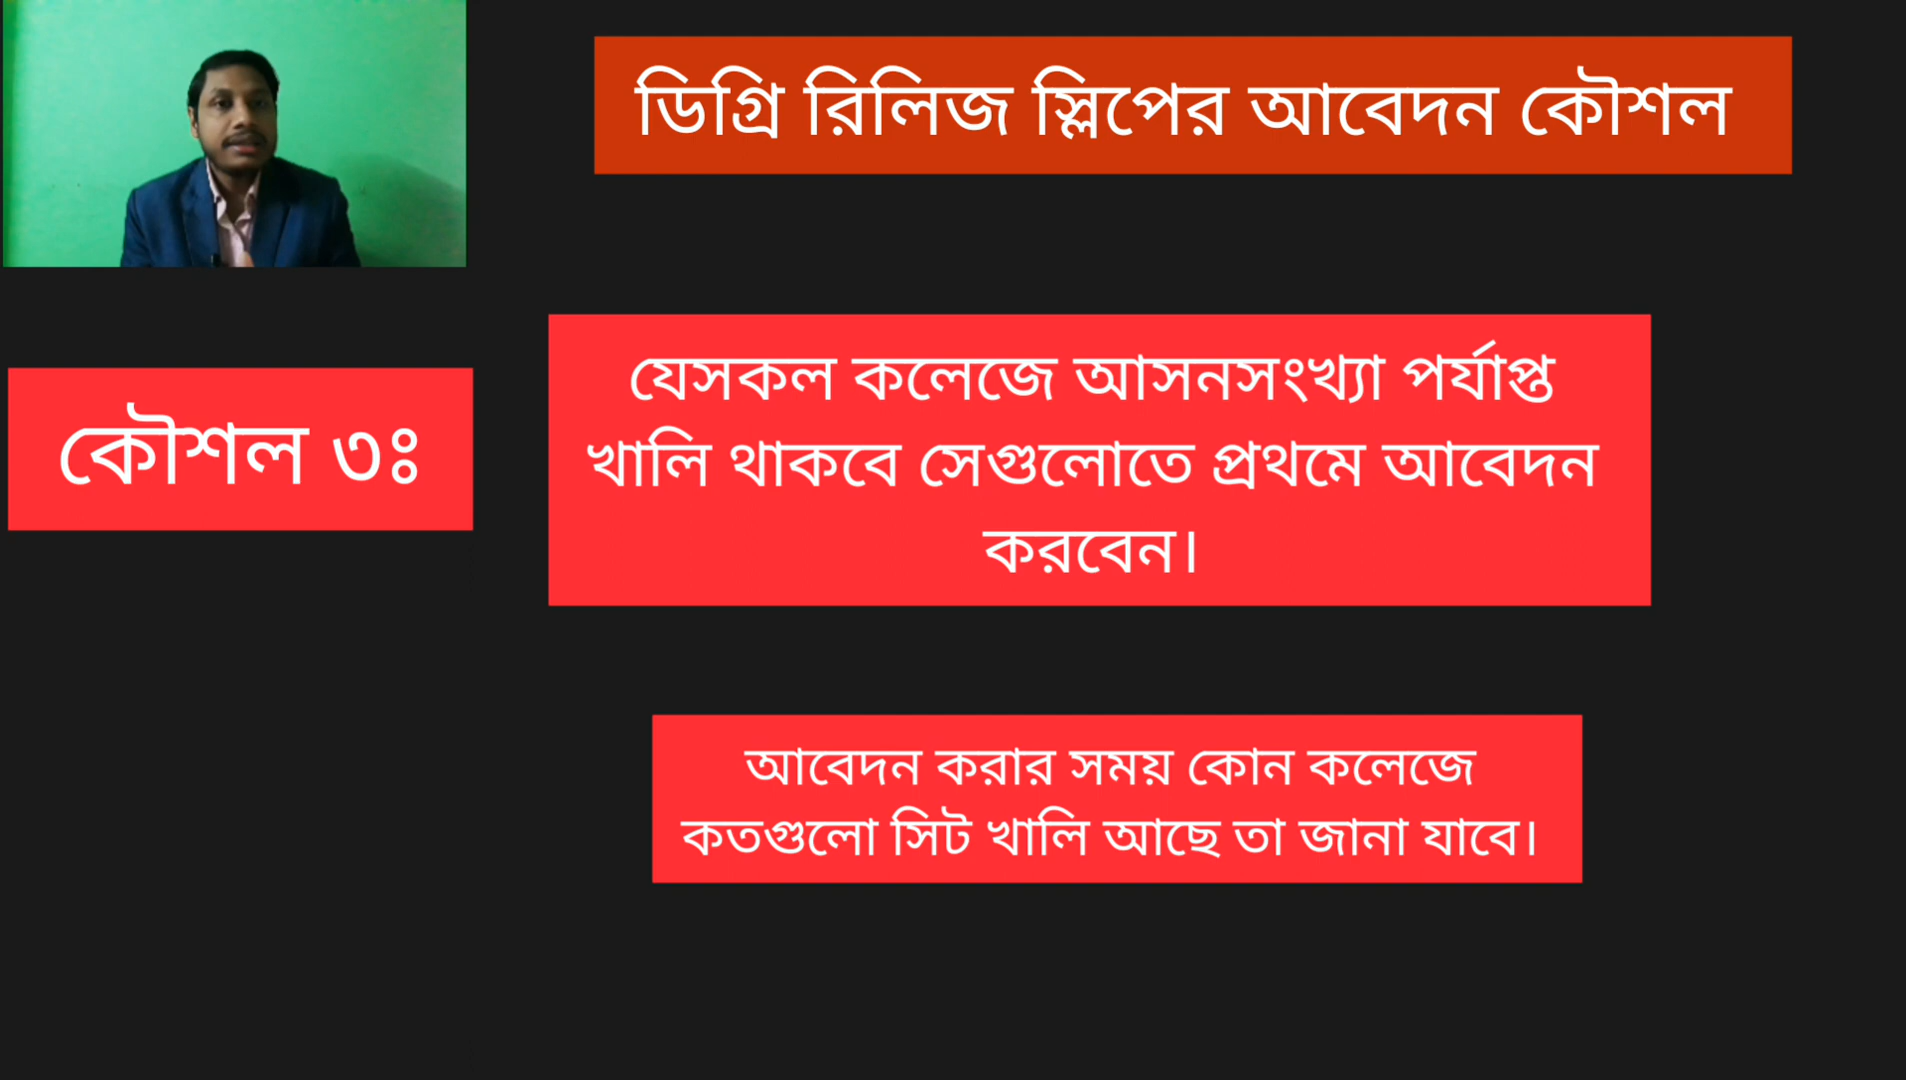 ডিগ্রি রিলিজ স্লিপের আবেদন কৌশল
কৌশল ৩ঃ
যেসকল কলেজে আসনসংখ্যা পর্যাপ্ত
খালি থাকবে সেগুলোতে প্রথমে আবেদন
করবেন।
আবেদন করার সময় কোন কলেজে
কতগুলো সিট খালি আছে তা জানা যাবে।